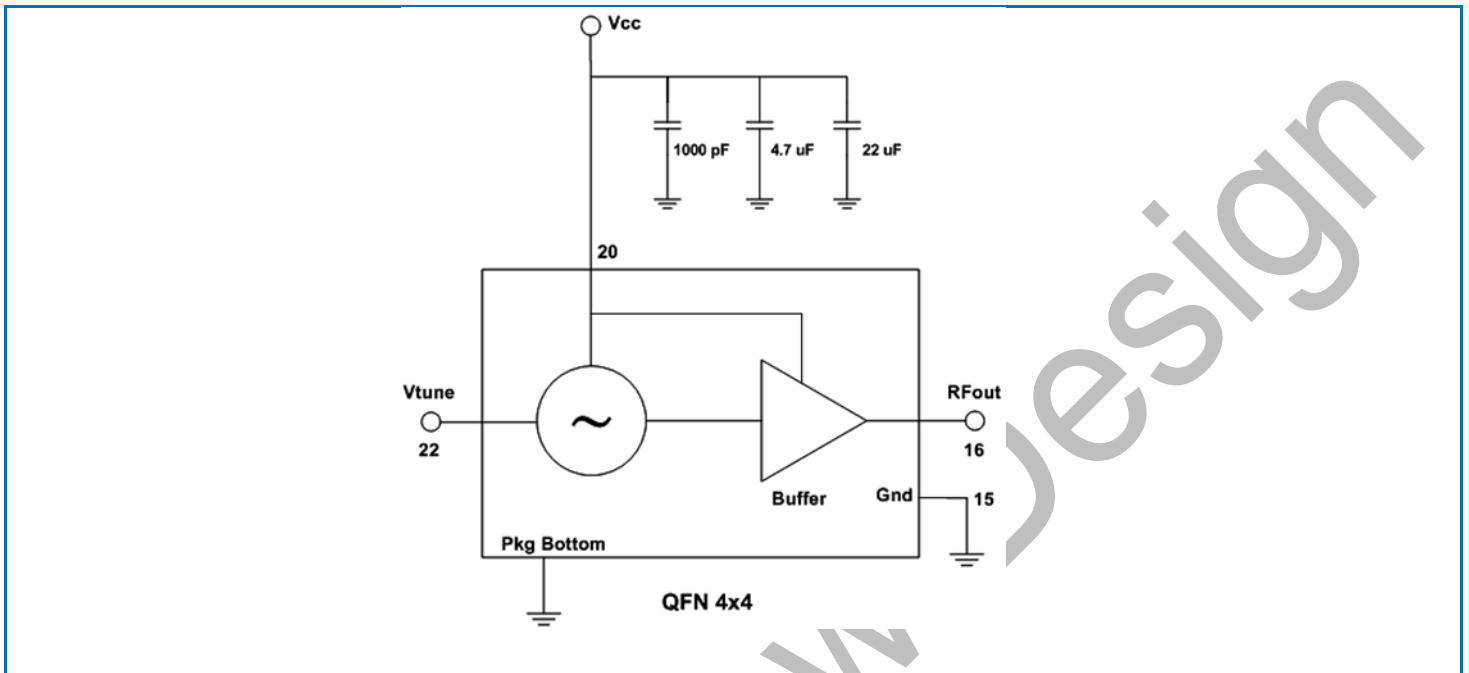 Vcc
1000 pF
4.7 uF
22 uF
20
Vtune
22
RFout
16
Buffer
Gnd
15
Pkg Bottom
QFN 4x4
Design